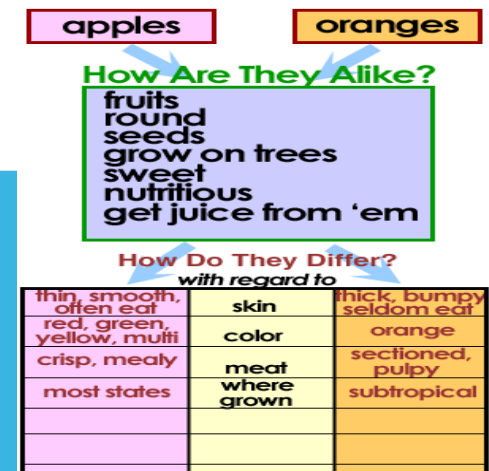 apples
oranges
How Are They Alike?
fruits
round
seeds
grow on trees
sweet
nutritious
get juice from ‘em
How Do They Differ?
with regard to
thin, smooth,
often eat
skin
thick, bumpy
seldom eat
red, green,
yellow, multi
color
orange
crisp, mealy
meat
sectioned,
pulpy
most states
where
grown
subtropical